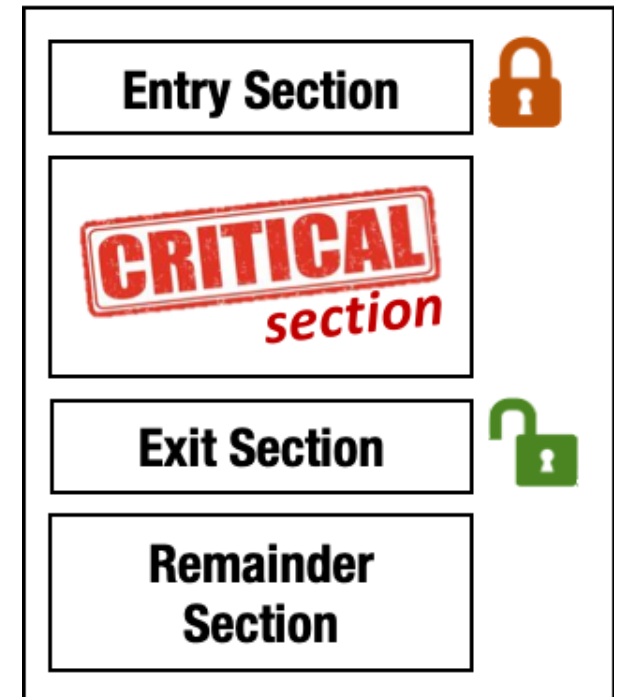 Entry Section
CRITICAL
section
Exit Section
Remainder
Section